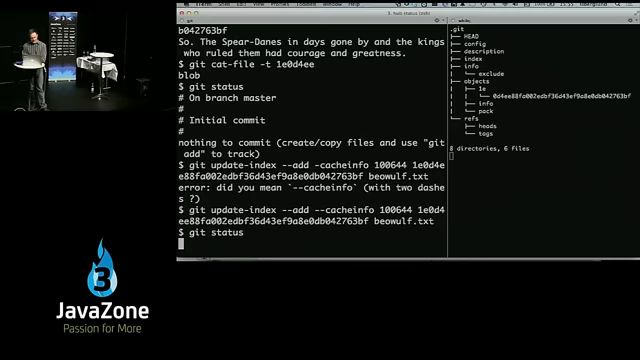 3. huit-status (zsh)
b042763bf
So. The Spear-Danes in days gone by and the kings
who ruled them had courage and greatness.
$ git cat-file -t 1e0d4ee
blob
$ git status
# On branch master
#
# Initial commit
#
nothing to commit (create/copy files and use "git
add" to track)
$ git update-index --add -cacheinfo 100644 1e0d4e
e88fa002edbf36d43ef9a8e0db042763bf beowulf.txt
error: did you mean `--cacheinfo` (with two dashe
s ?)
$ git update-index --add --cacheinfo 100644 1e0d4
ee88fa002edbf36d43ef9a8e0db042763bf beowulf.txt
$ git status
.git
├── HEAD
├── config
├── description
├── index
├── info
│ └── exclude
├── objects
│ ├── 1e
│ │ └── 0d4ee88fa002edbf36d43ef9a8e0db042763bf
│ ├── info
│ └── pack
└── refs
├── heads
└── tags
8 directories, 6 files
3
JavaZone
Passion for More